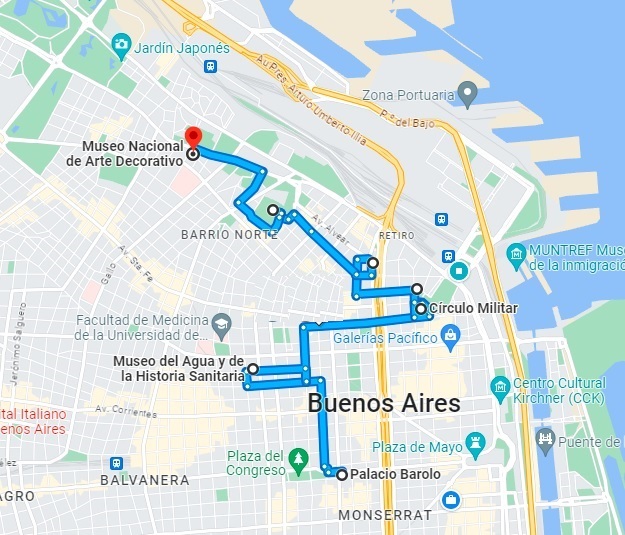 Jardín Japonés
Au Pres. Arturo Umberto Illia
Zona Portuaria
P.ª del Bajo
Museo Nacional
de Arte Decorativo
BARRIO NORTE
Av. Alvear
RETIRO
MUNTREF Mus
de la inmigració
Gallo
Av. Sta. Fe
Jerónimo Salguero
Facultad de Medicina
de la Universidad de...
Círculo Militar
Galerías Pacífico
Museo del Agua y de
la Historia Sanitaria
Av. Corrientes
Buenos Aires
Centro Cultural
Kirchner (CCK)
ital Italiano
enos Aires
Plaza del
Congreso
Plaza de Mayo
Puente de l
BALVANERA
Palacio Barolo
AGRO
MONSERRAT